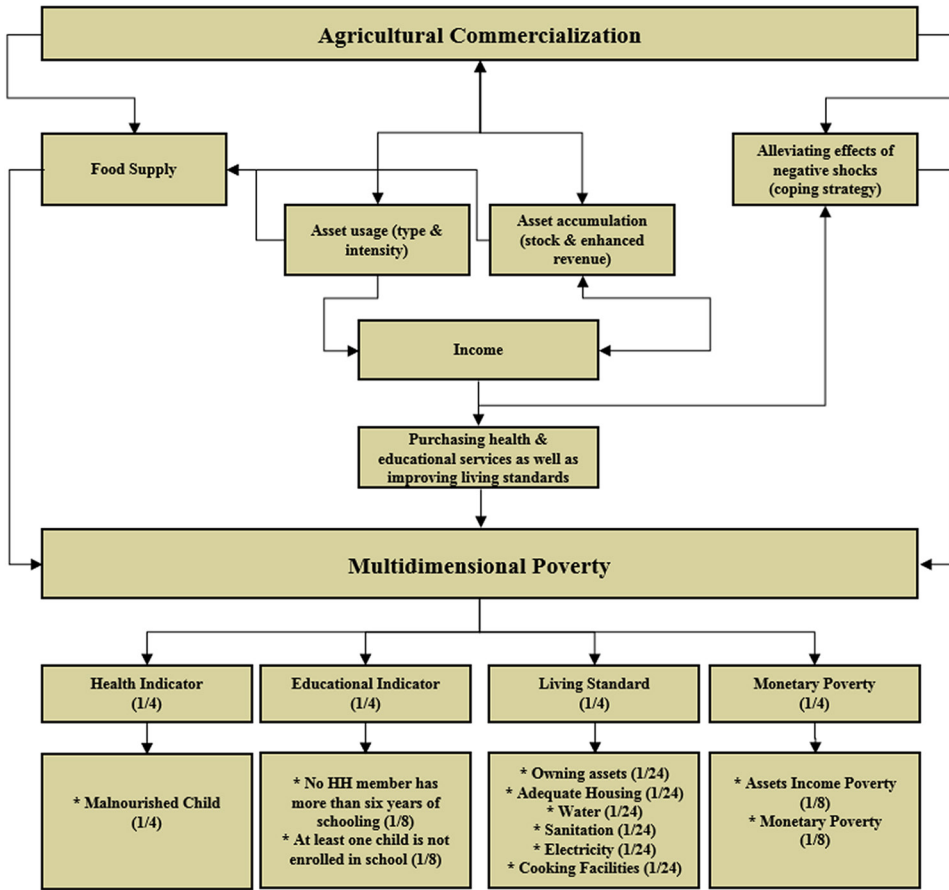 Agricultural Commercialization
Food Supply
Alleviating effects of
negative shocks
(coping strategy)
Asset usage (type &
intensity)
Asset accumulation
(stock & enhanced
revenue)
Income
Purchasing health &
educational services as well as
improving living standards
Multidimensional Poverty
Health Indicator
(1/4)
Educational Indicator
(1/4)
Living Standard
(1/4)
Monetary Poverty
(1/4)
* Malnourished Child
(1/4)
* No HH member has
more than six years of
schooling (1/8)
* At least one child is not
enrolled in school (1/8)
* Owning assets (1/24)
* Adequate Housing (1/24)
* Water (1/24)
* Sanitation (1/24)
* Electricity (1/24)
* Cooking Facilities (1/24)
* Assets Income Poverty
(1/8)
* Monetary Poverty
(1/8)